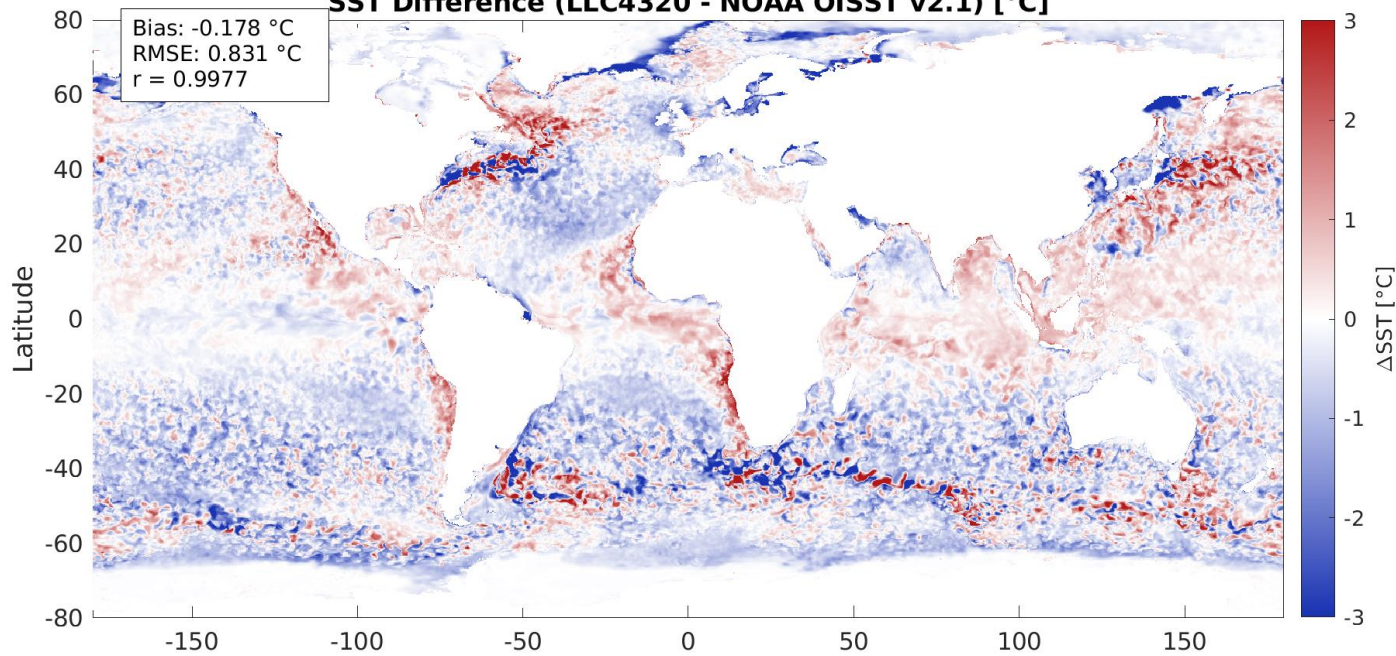 SST Difference (LLC4320 - NOAA OISST v2.1) [°C]
Bias: -0.178 °C
RMSE: 0.831 °C
r = 0.9977
80
60
40
20
0
-20
-40
-60
-80
Latitude
-150 -100 -50 0 50 100 150
3
2
1
0
-1
-2
-3
ΔSST [°C]